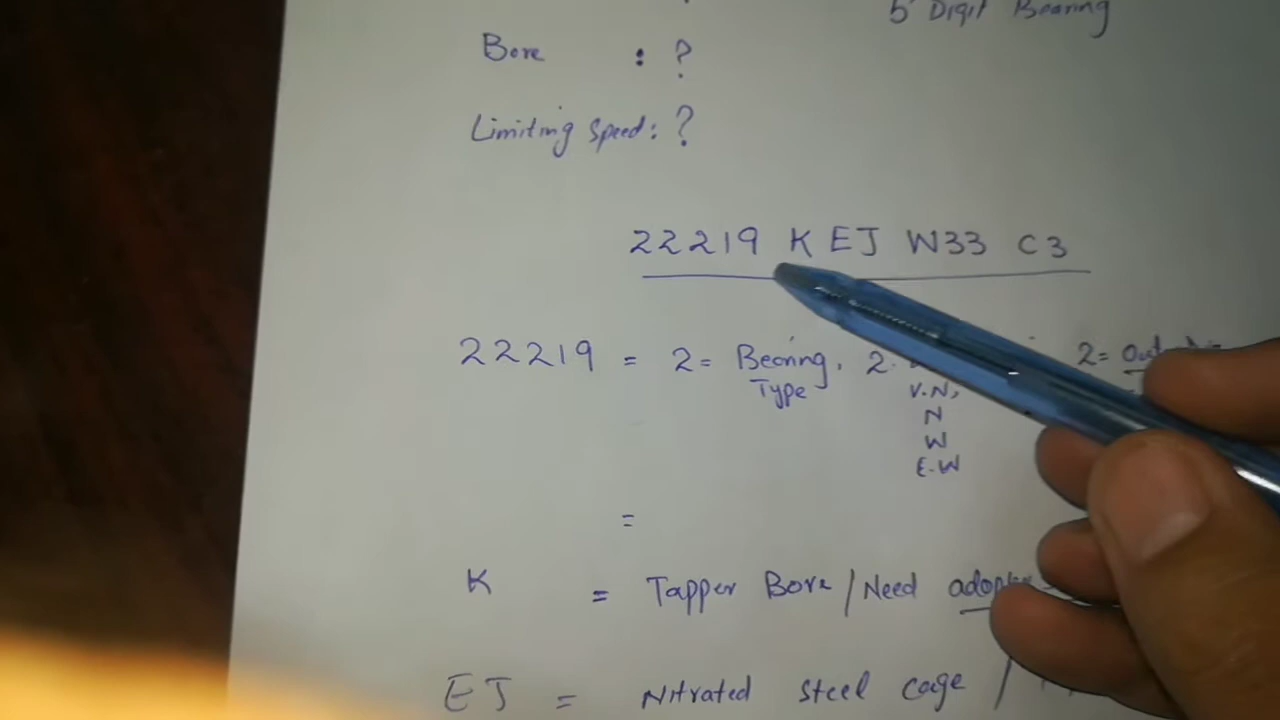 5 Digit Bearing
Bore : ?
Limiting Speed : ?
22219 K EJ W33 C3
22219 = 2 = Bearing, 2. 2 =
Type V.N,
N
W
E.W
=
K = Tapper Bore / Need
EJ = Nitrated Steel cage /